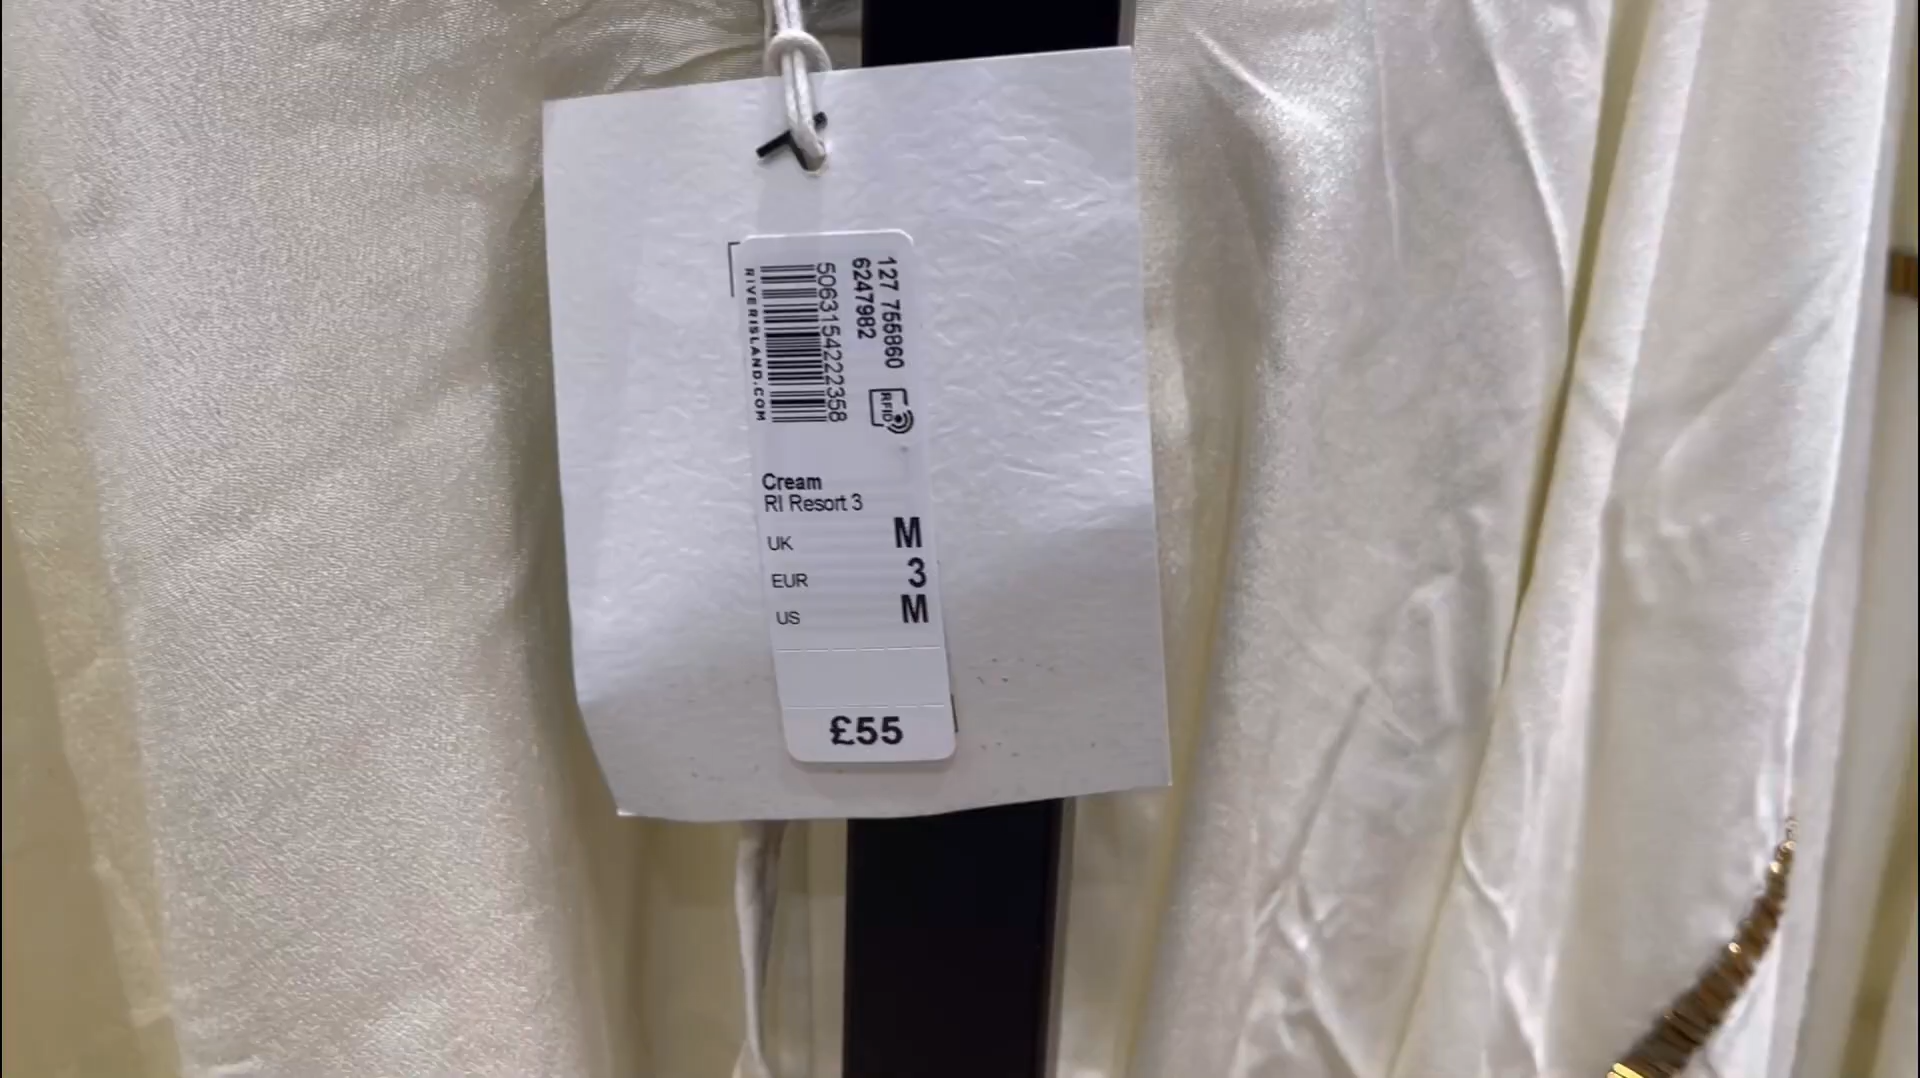 127 755860
6247982
5063154222358
RIVERISLAND.COM
RFID
Cream
RI Resort 3
UK M
EUR 3
US M
£55